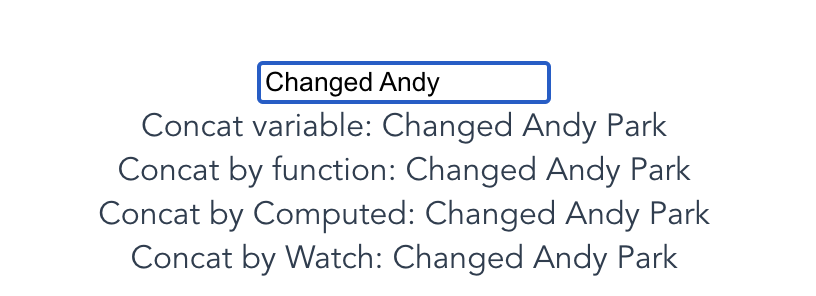 Changed Andy
Concat variable: Changed Andy Park
Concat by function: Changed Andy Park
Concat by Computed: Changed Andy Park
Concat by Watch: Changed Andy Park